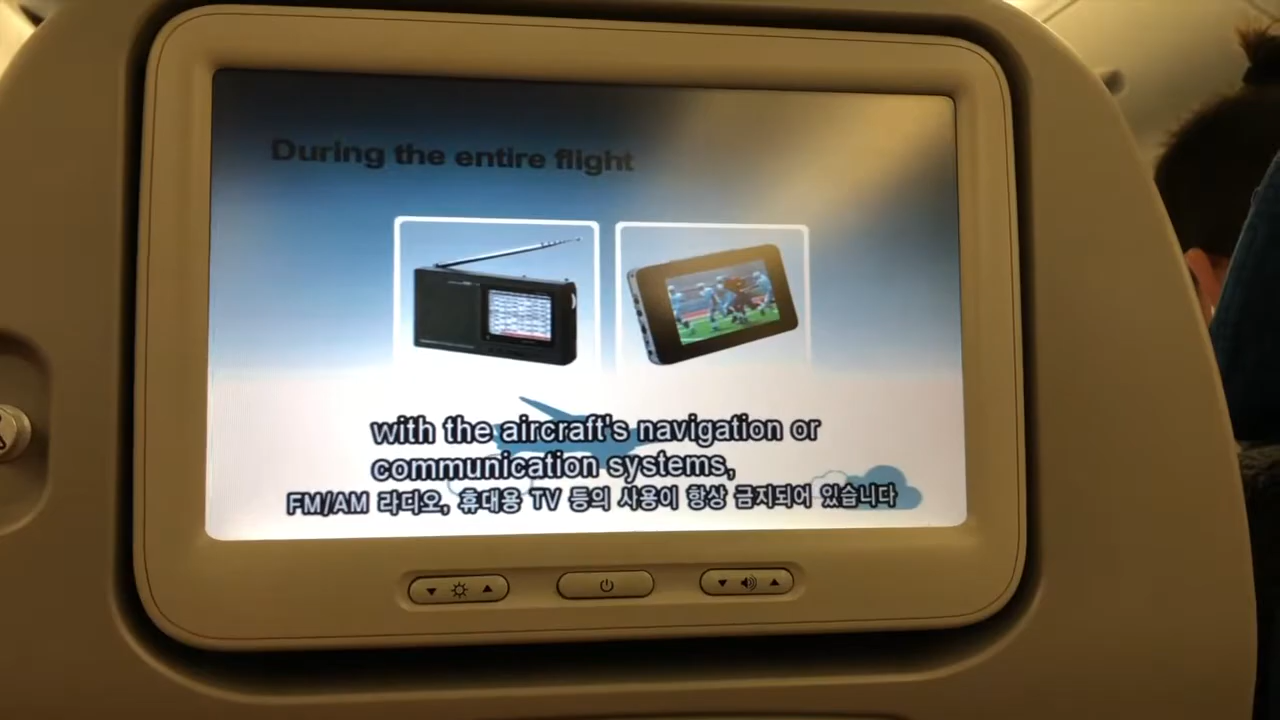 During the entire flight
with the aircraft's navigation or
communication systems,
FM/AM 라디오, 휴대용 TV 등의 사용이 항상 금지되어 있습니다